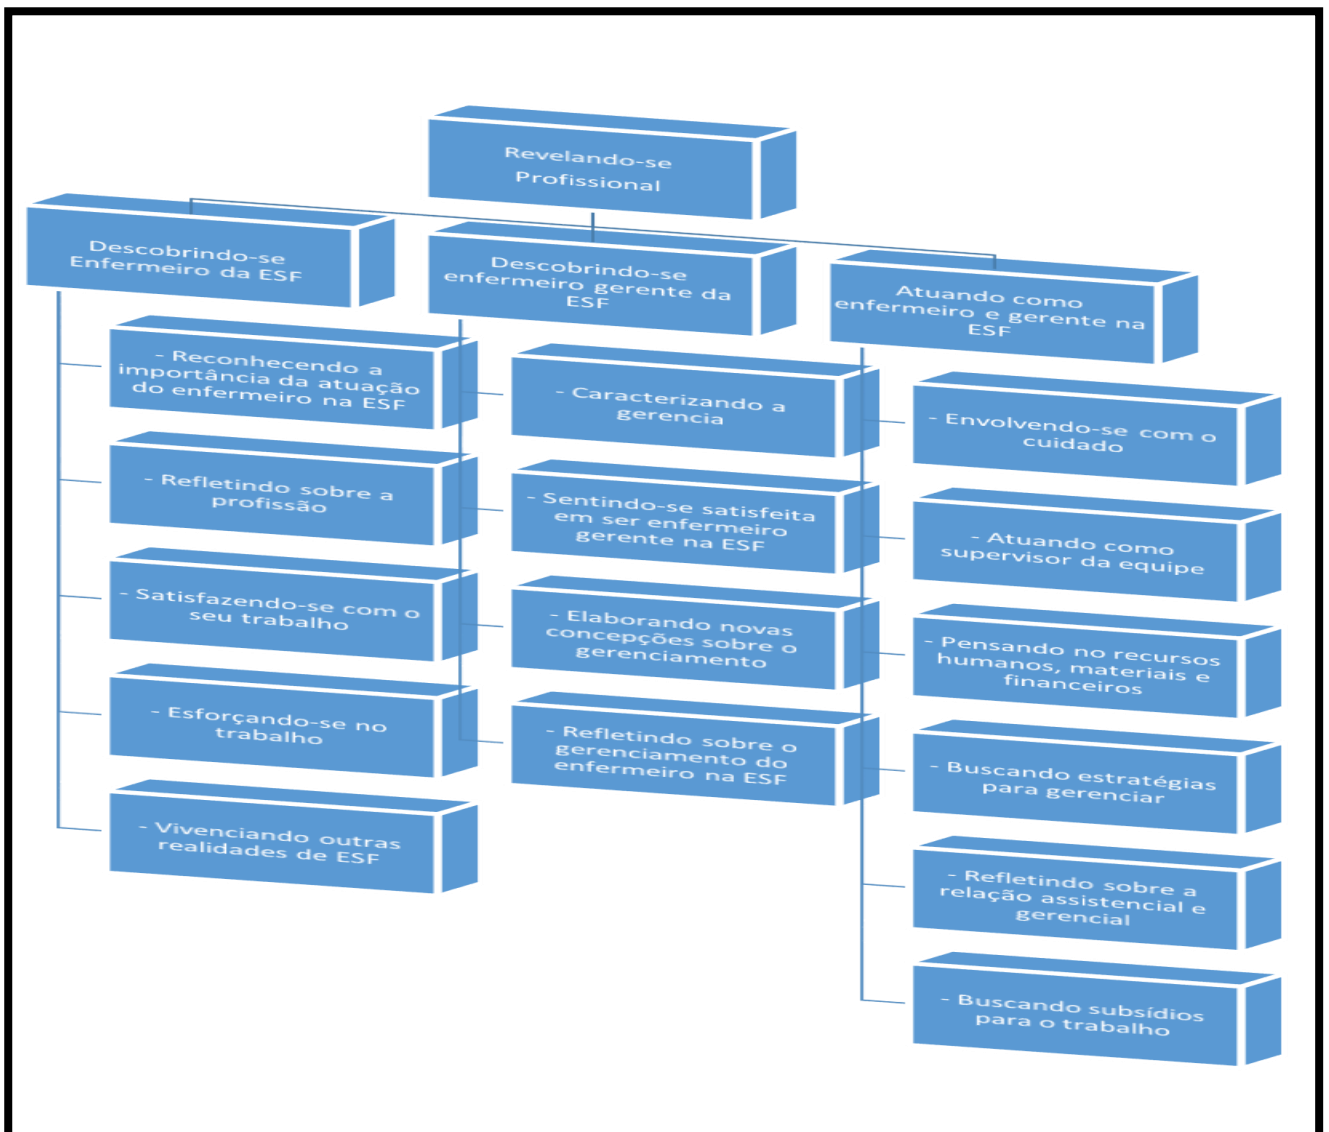 Revelando-se
Profissional
Descobrindo-se
Enfermeiro da ESF
- Reconhecendo a
importância da atuação
do enfermeiro na ESF
- Refletindo sobre a
profissão
- Satisfazendo-se com o
seu trabalho
- Esforçando-se no
trabalho
- Vivenciando outras
realidades de ESF
Descobrindo-se
enfermeiro gerente da
ESF
- Caracterizando a
gerencia
- Sentindo-se satisfeita
em ser enfermeiro
gerente na ESF
- Elaborando novas
concepções sobre o
gerenciamento
- Refletindo sobre o
gerenciamento do
enfermeiro na ESF
Atuando como
enfermeiro e gerente na
ESF
- Envolvendo-se com o
cuidado
- Atuando como
supervisor da equipe
- Pensando no recursos
humanos, materiais e
financeiros
- Buscando estratégias
para gerenciar
- Refletindo sobre a
relação assistencial e
gerencial
- Buscando subsídios
para o trabalho